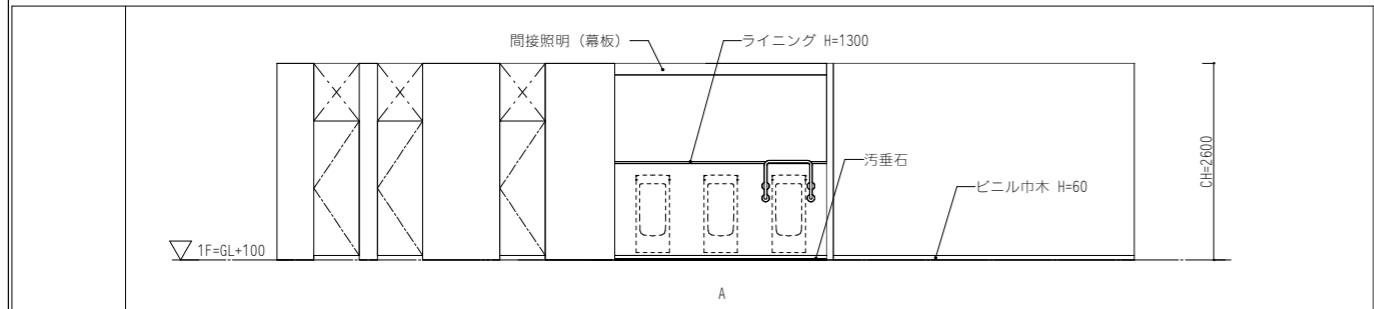 間接照明（幕板）
ライニング H=1300
汚垂石
ビニル巾木 H=60
CH=2600
1F=GL+100
A